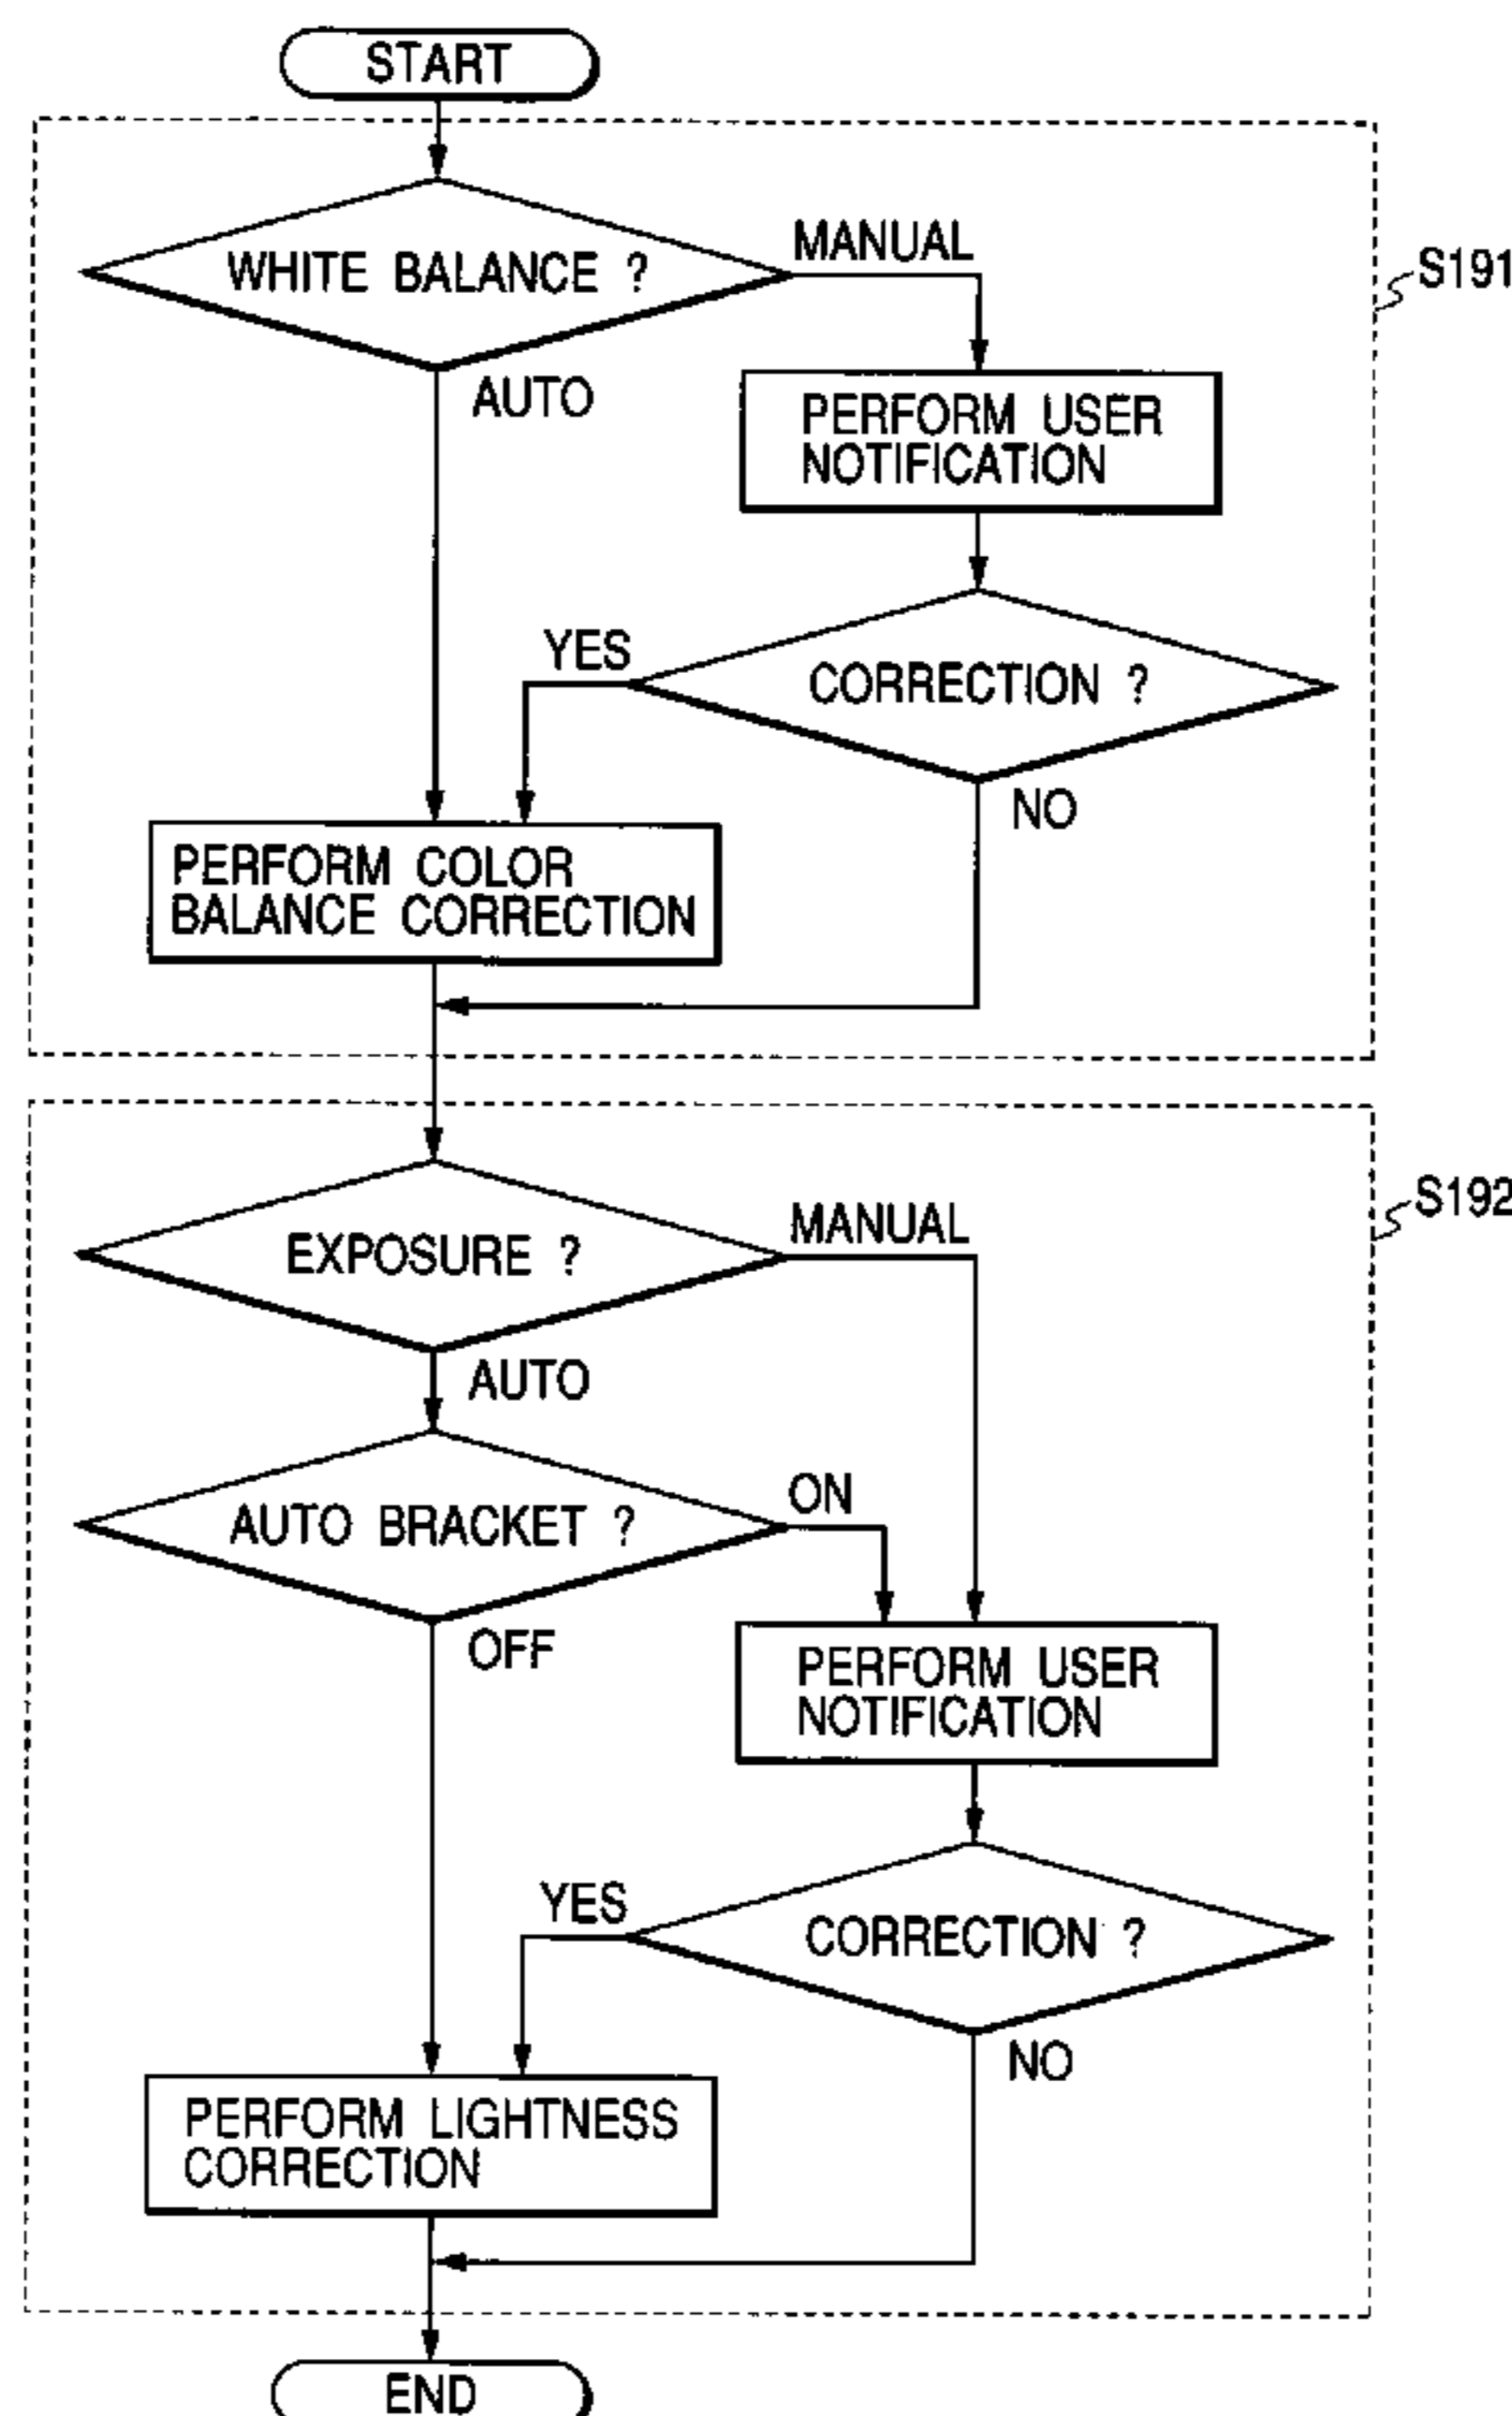 START
WHITE BALANCE ?
MANUAL
S191
AUTO
PERFORM USER
NOTIFICATION
YES
CORRECTION ?
NO
PERFORM COLOR
BALANCE CORRECTION
EXPOSURE ?
MANUAL
S192
AUTO
AUTO BRACKET ?
ON
OFF
PERFORM USER
NOTIFICATION
YES
CORRECTION ?
NO
PERFORM LIGHTNESS
CORRECTION
END